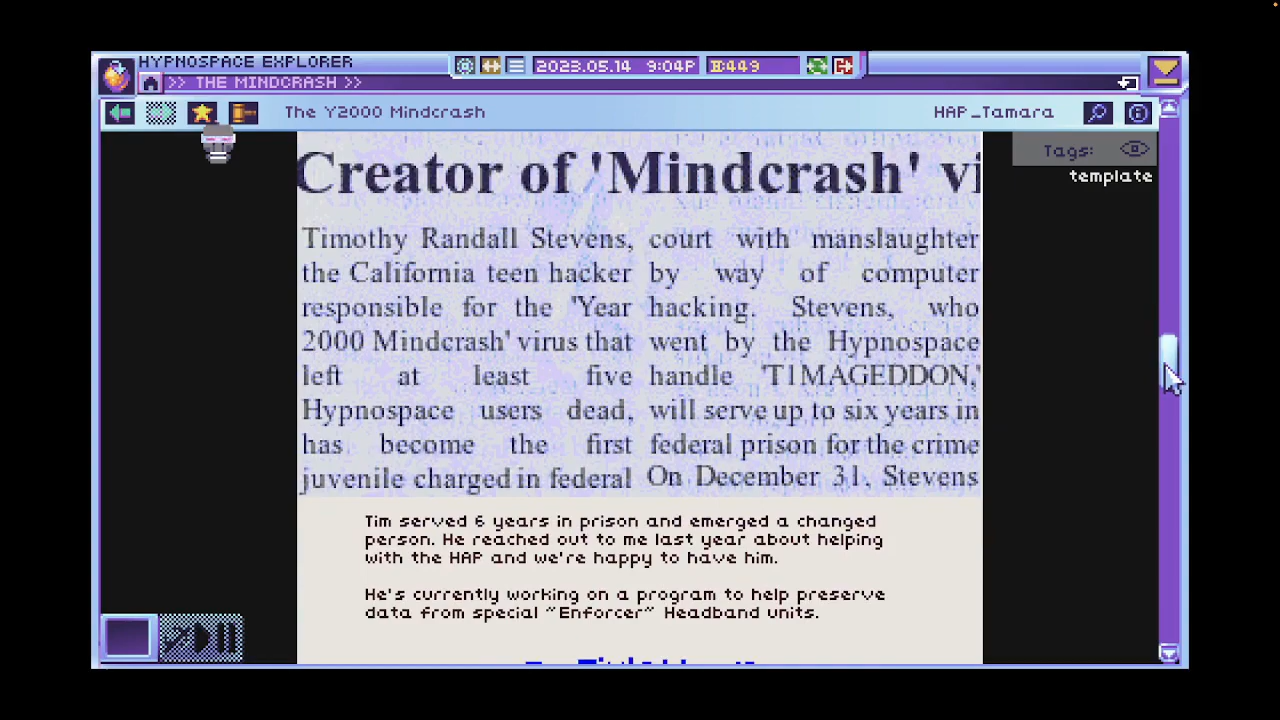 HYPNOSPACE EXPLORER
2023.05.14 9:04P
449
>> THE MINDCRASH >>
The Y2000 Mindcrash
HAP_Tamara
Tags:
template
Creator of 'Mindcrash' vi
Timothy Randall Stevens,
the California teen hacker
responsible for the 'Year
2000 Mindcrash' virus that
left at least five
Hypnospace users dead,
has become the first
juvenile charged in federal
court with manslaughter
by way of computer
hacking. Stevens, who
went by the Hypnospace
handle 'T1MAGEDDON,'
will serve up to six years in
federal prison for the crime
On December 31, Stevens
Tim served 6 years in prison and emerged a changed
person. He reached out to me last year about helping
with the HAP and we're happy to have him.
He's currently working on a program to help preserve
data from special "Enforcer" Headband units.